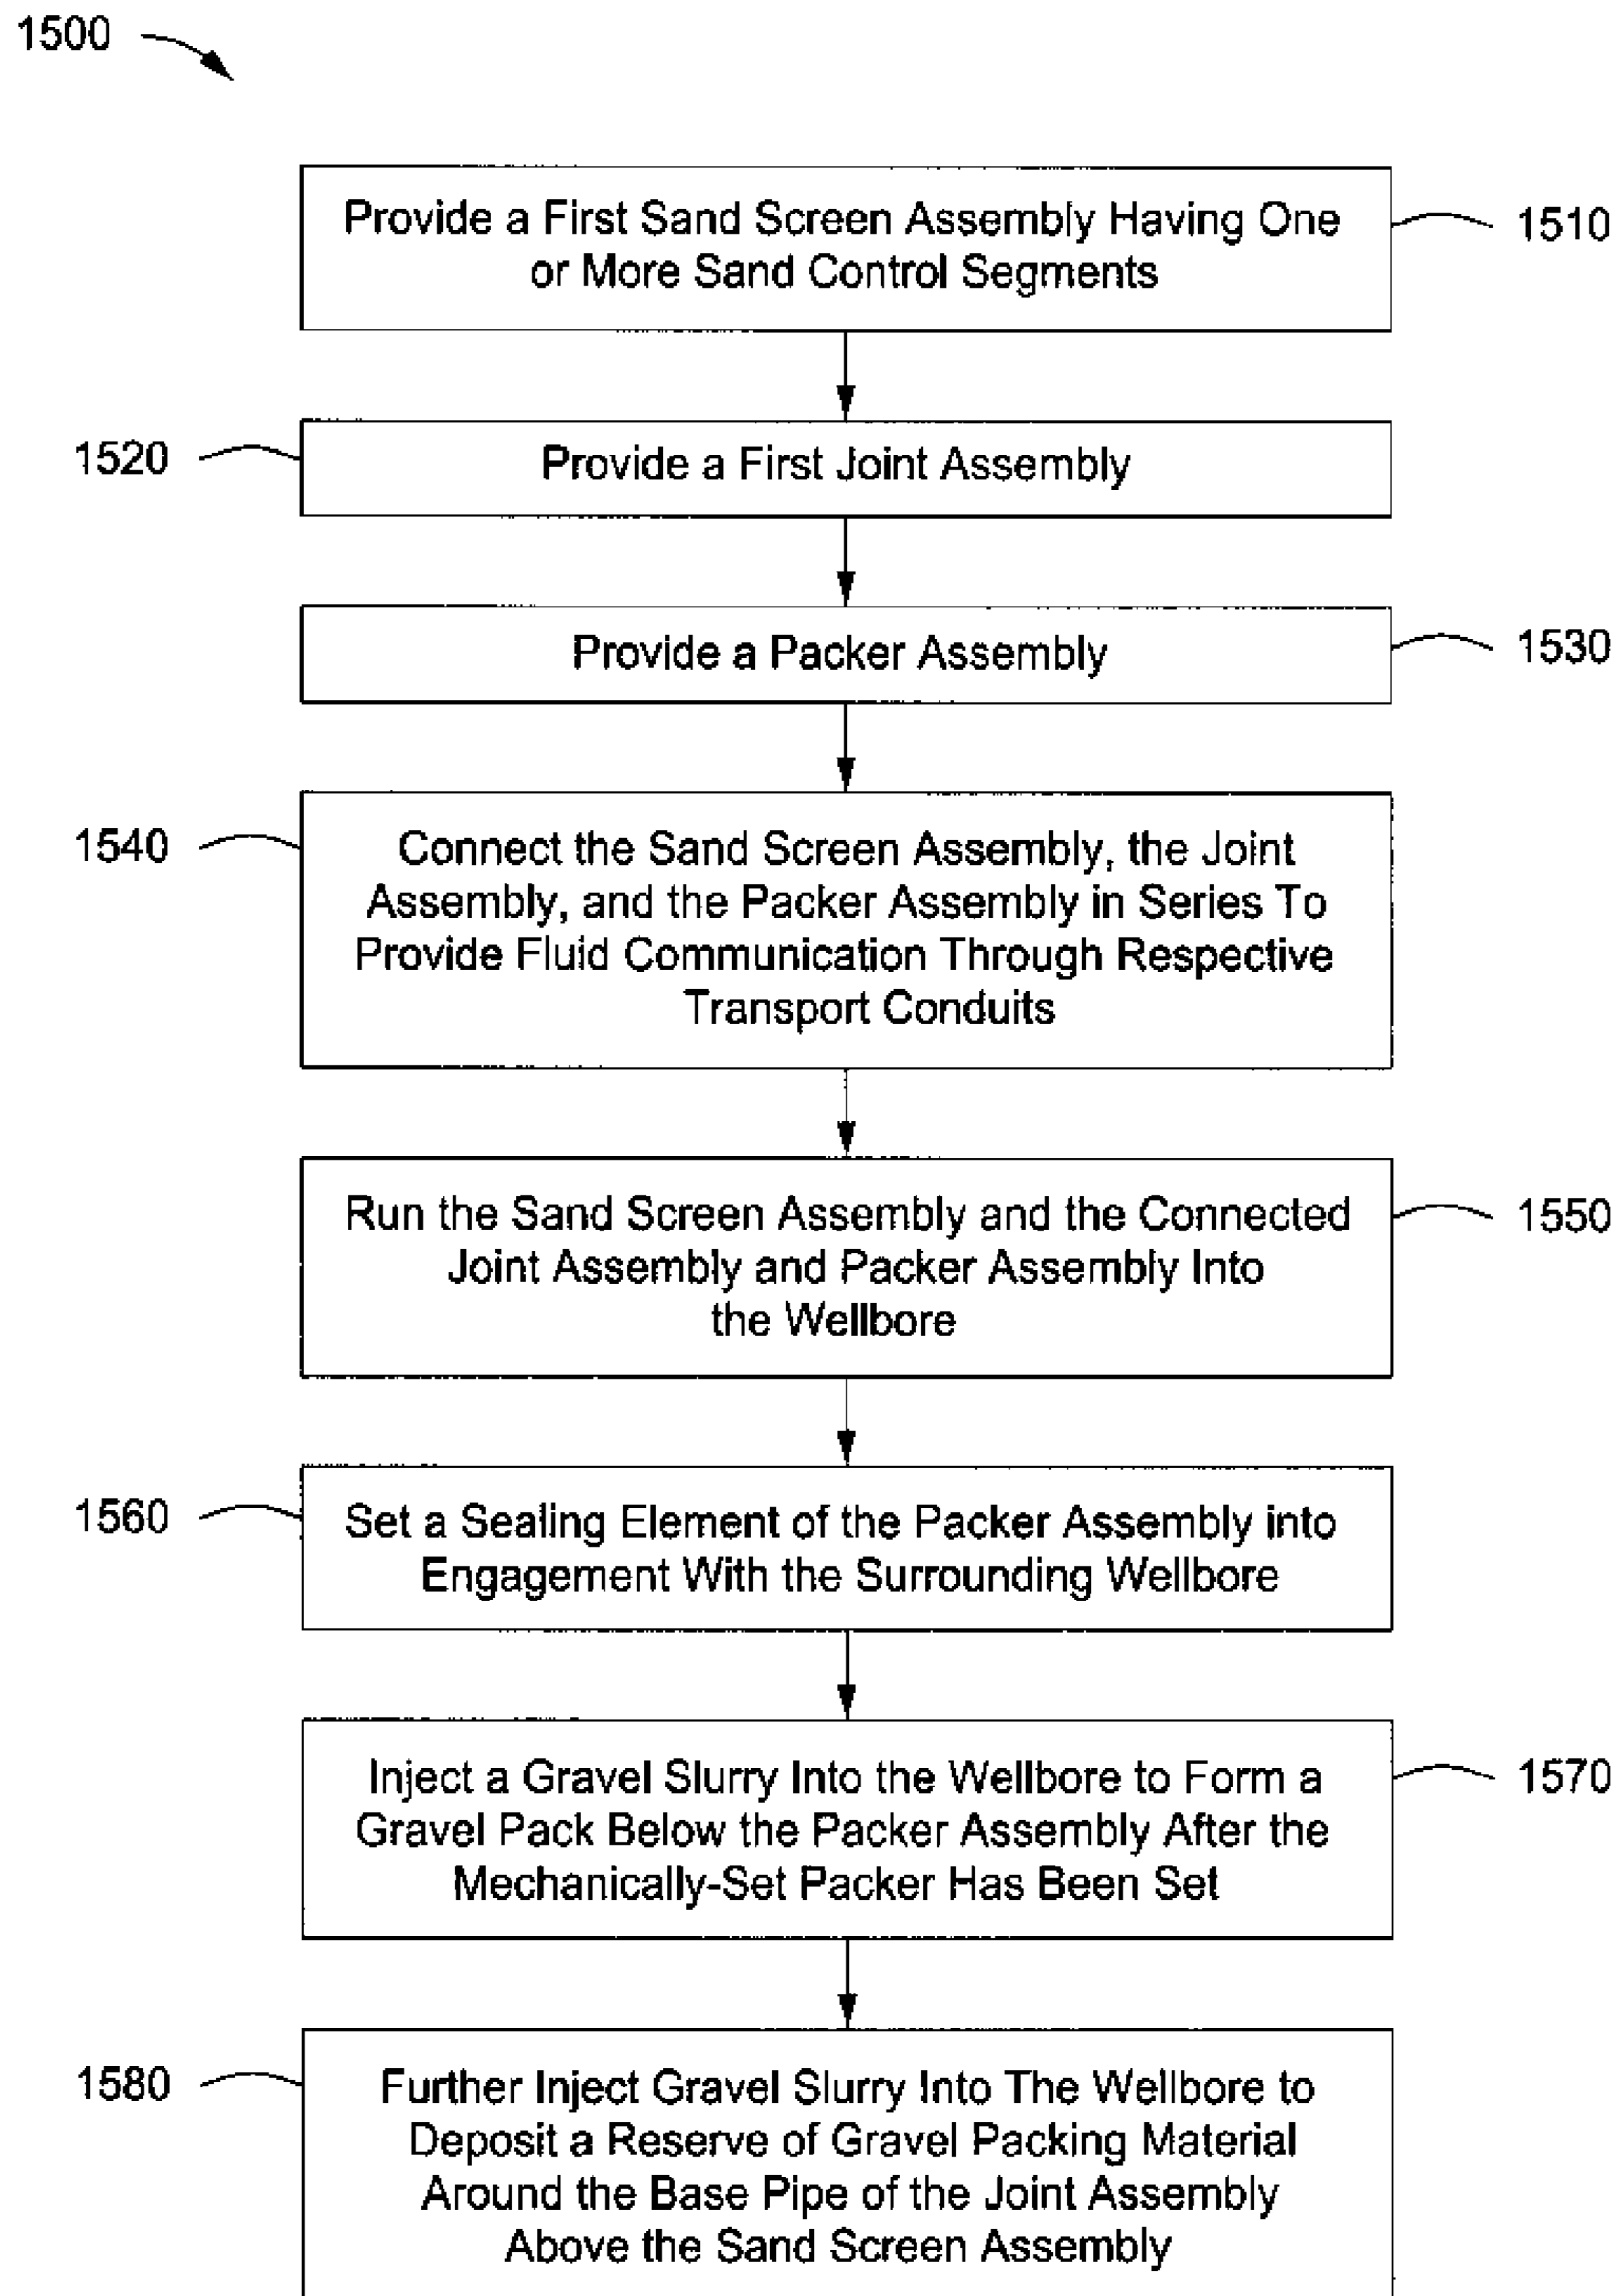 1500
Provide a First Sand Screen Assembly Having One
or More Sand Control Segments
1510
1520
Provide a First Joint Assembly
Provide a Packer Assembly
1530
1540
Connect the Sand Screen Assembly, the Joint
Assembly, and the Packer Assembly in Series To
Provide Fluid Communication Through Respective
Transport Conduits
Run the Sand Screen Assembly and the Connected
Joint Assembly and Packer Assembly Into
the Wellbore
1550
1560
Set a Sealing Element of the Packer Assembly into
Engagement With the Surrounding Wellbore
Inject a Gravel Slurry Into the Wellbore to Form a
Gravel Pack Below the Packer Assembly After the
Mechanically-Set Packer Has Been Set
1570
1580
Further Inject Gravel Slurry Into The Wellbore to
Deposit a Reserve of Gravel Packing Material
Around the Base Pipe of the Joint Assembly
Above the Sand Screen Assembly